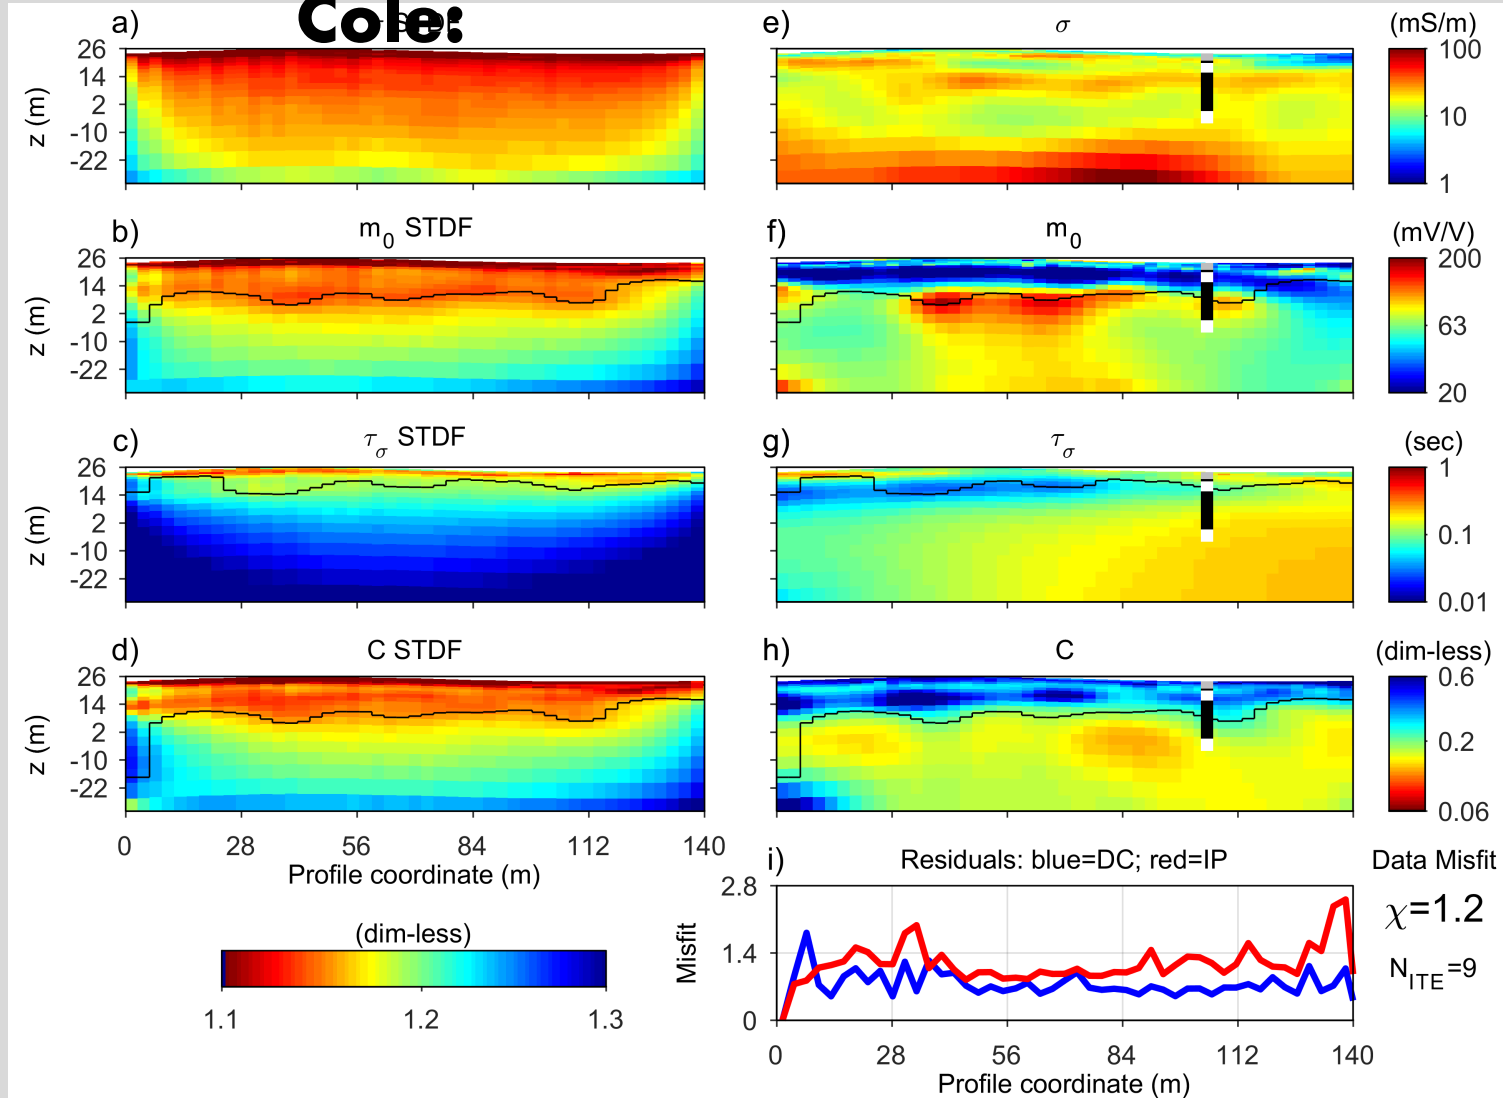 Cole:
a)
e)
σ
(mS/m)
26
14
2
-10
-22
z (m)
100
10
1
b)
m0 STDF
f)
m0
(mV/V)
26
14
2
-10
-22
z (m)
200
63
20
c)
τσ STDF
g)
τσ
(sec)
26
14
2
-10
-22
z (m)
1
0.1
0.01
d)
C STDF
h)
C
(dim-less)
26
14
2
-10
-22
z (m)
0.6
0.2
0.06
0 28 56 84 112 140
Profile coordinate (m)
(dim-less)
1.1 1.2 1.3
i)
Residuals: blue=DC; red=IP
Data Misfit
2.8
1.4
0
Misfit
χ=1.2
NITE=9
0 28 56 84 112 140
Profile coordinate (m)